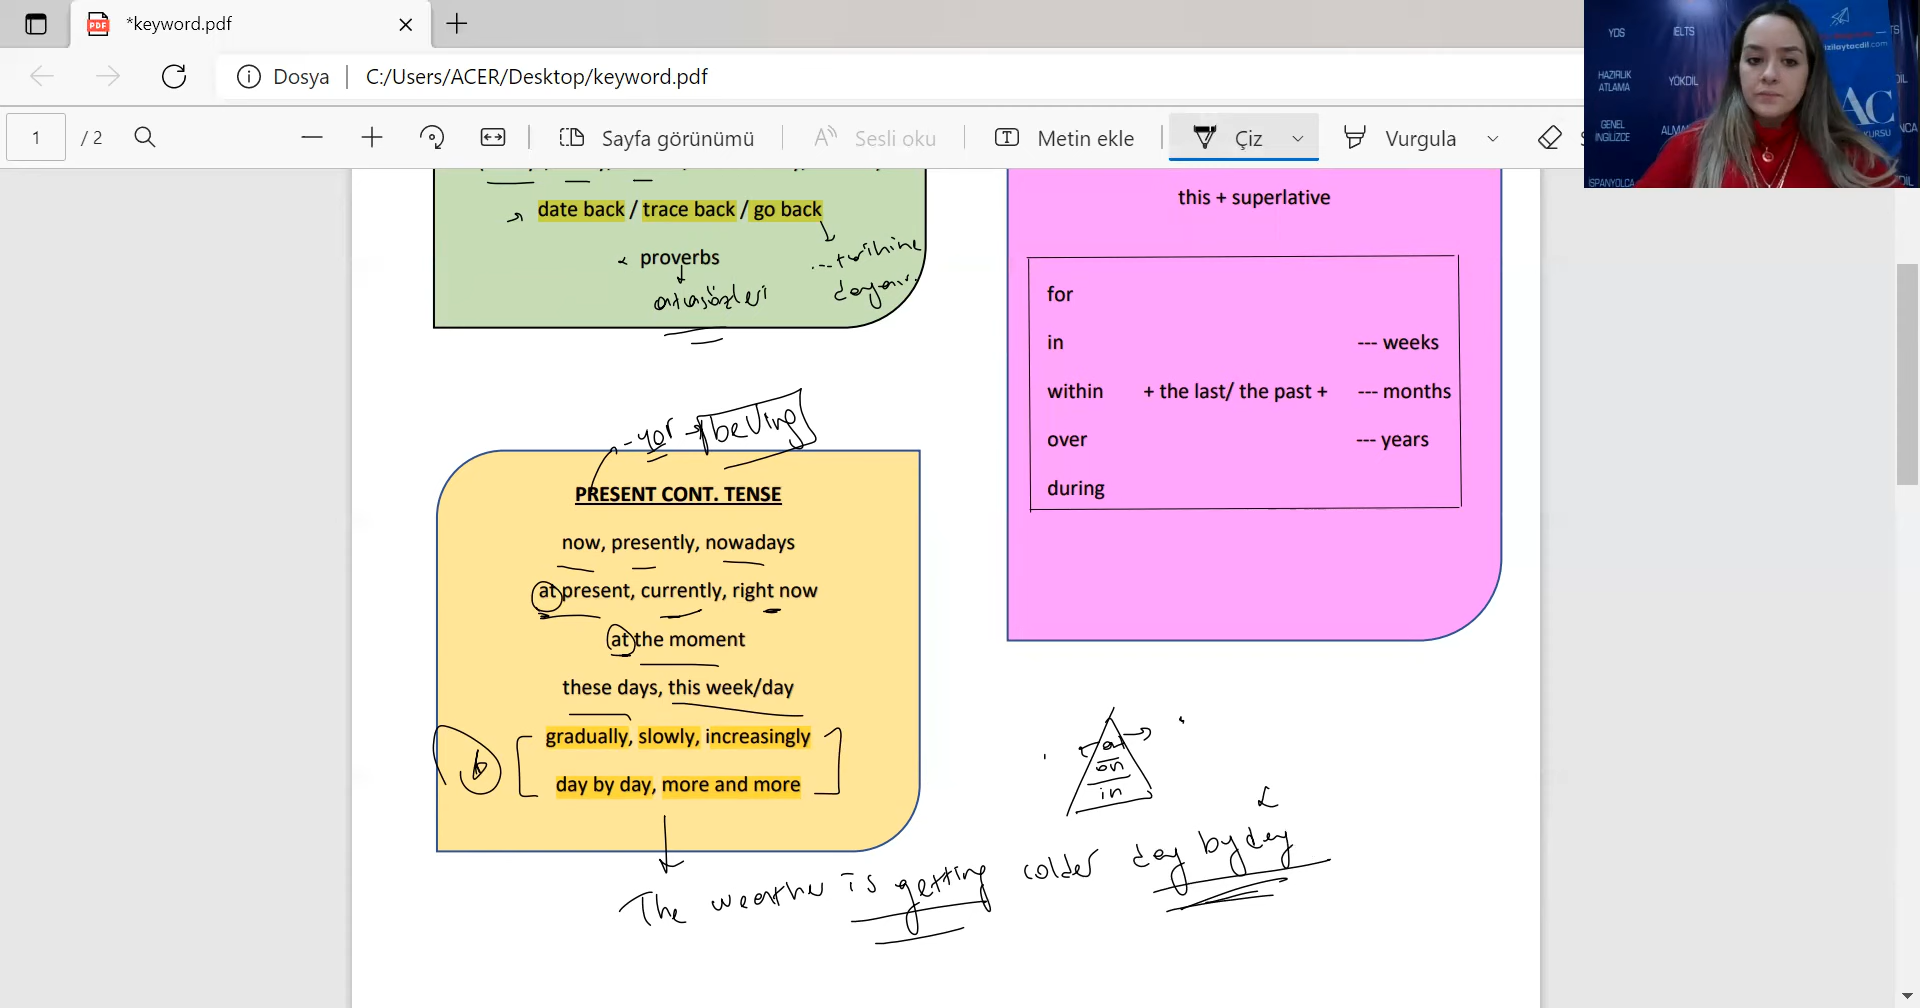 *keyword.pdf
Dosya
C:/Users/ACER/Desktop/keyword.pdf
1
/ 2
Sayfa görünümü
Sesli oku
Metin ekle
Çiz
Vurgula
YDS
IELTS
HAZIRLIK
ATLAMA
YÖKDİL
GENEL
İNGİLİZCE
AC
KURSU
İSPANYOLCA
date back / trace back / go back
proverbs
atasözleri
--- tarihine
dayanır.
-yor → be Ving
PRESENT CONT. TENSE
now, presently, nowadays
at present, currently, right now
at the moment
these days, this week/day
gradually, slowly, increasingly
day by day, more and more
this + superlative
for
in --- weeks
within + the last/ the past + --- months
over --- years
during
at
on
in
The weather is getting colder day by day